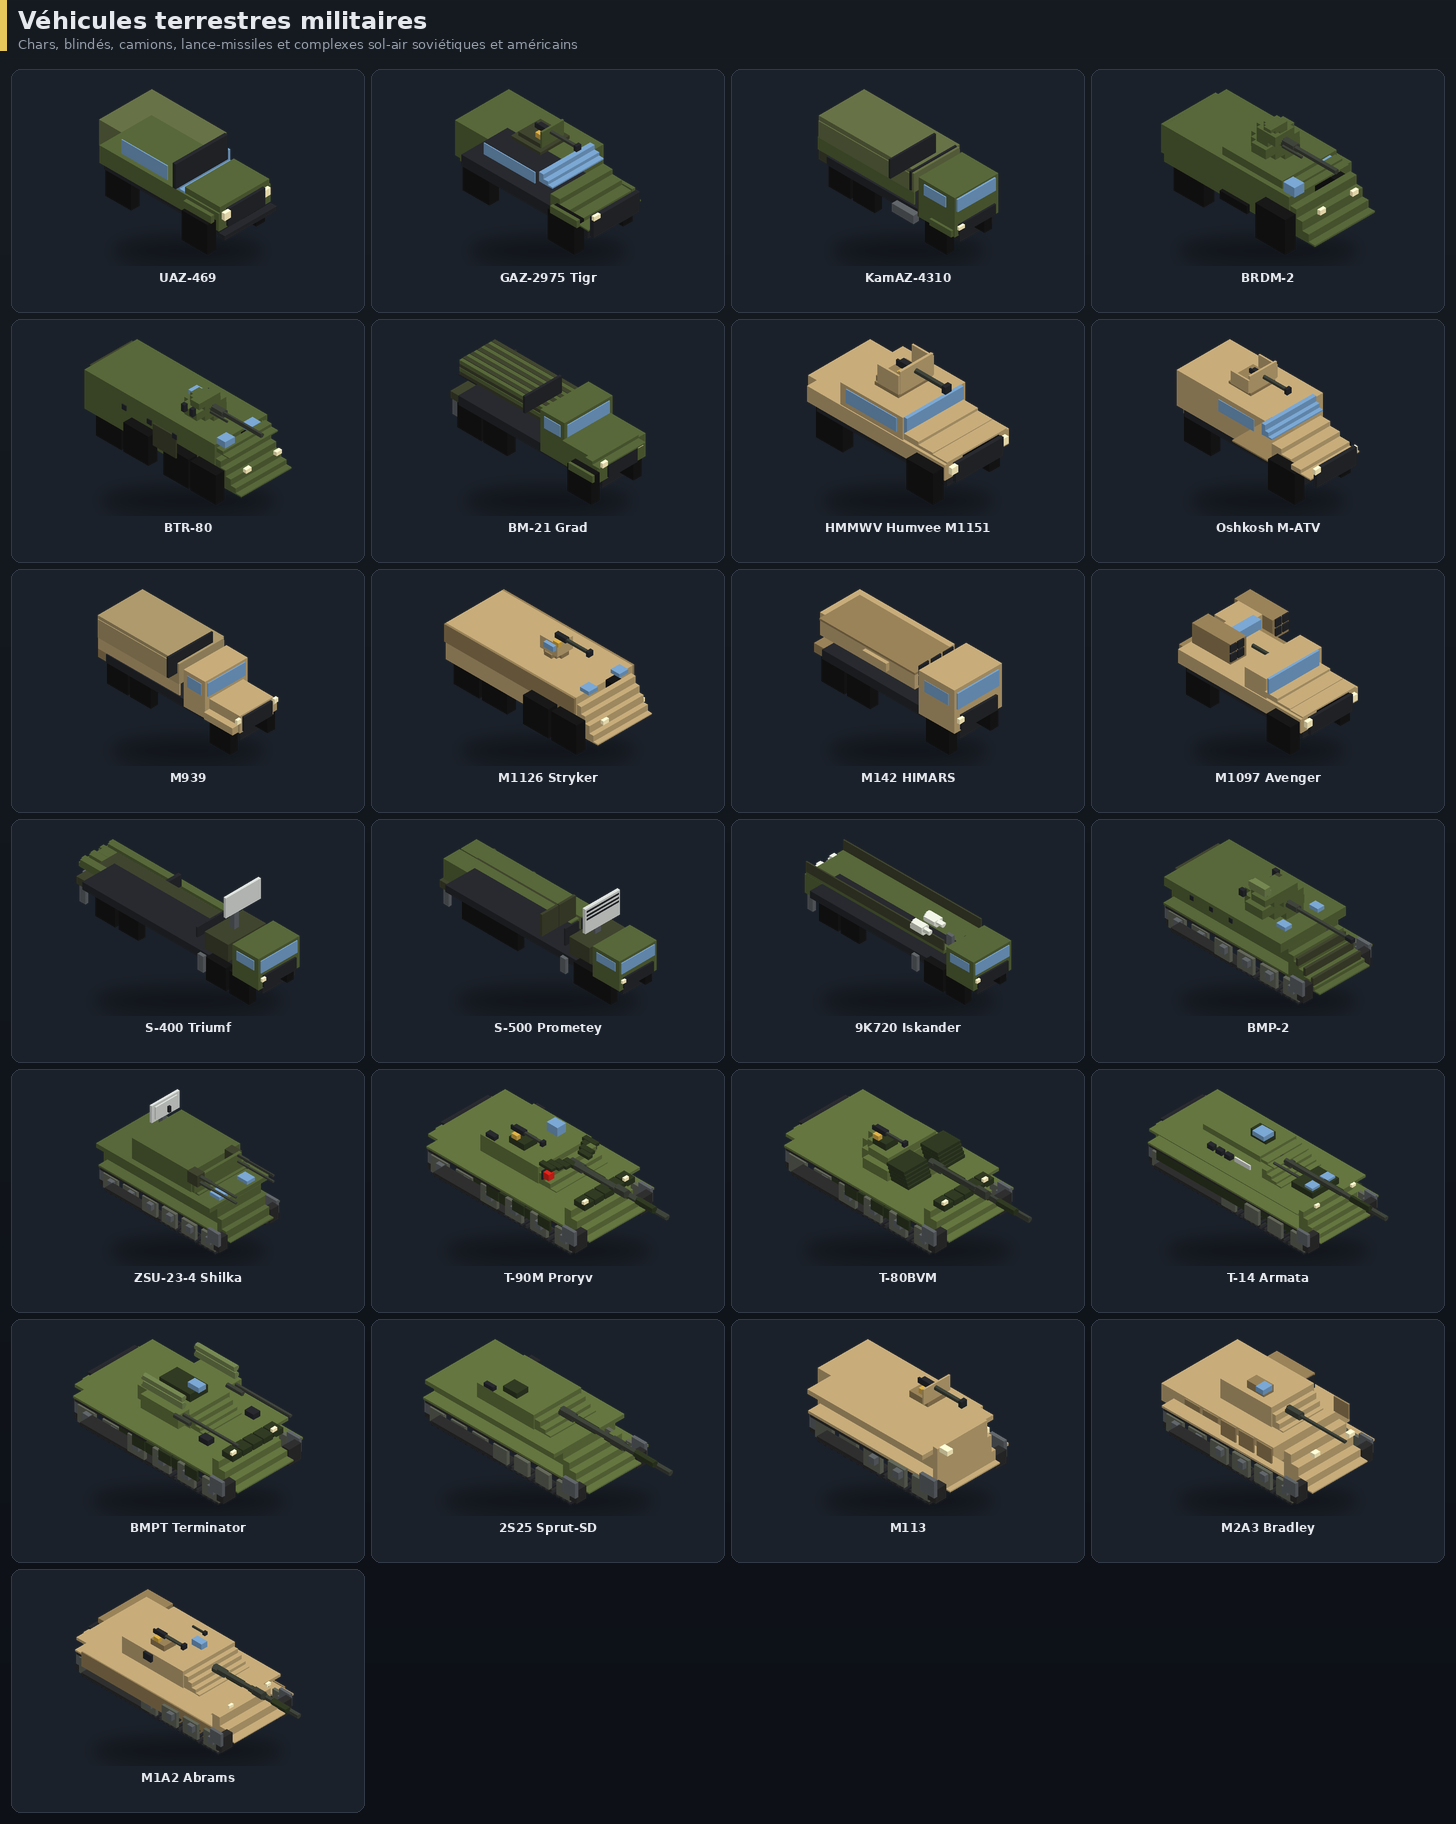 Véhicules terrestres militaires
Chars, blindés, camions, lance-missiles et complexes sol-air soviétiques et américains
UAZ-469
GAZ-2975 Tigr
KamAZ-4310
BRDM-2
BTR-80
BM-21 Grad
HMMWV Humvee M1151
Oshkosh M-ATV
M939
M1126 Stryker
M142 HIMARS
M1097 Avenger
S-400 Triumf
S-500 Prometey
9K720 Iskander
BMP-2
ZSU-23-4 Shilka
T-90M Proryv
T-80BVM
T-14 Armata
BMPT Terminator
2S25 Sprut-SD
M113
M2A3 Bradley
M1A2 Abrams